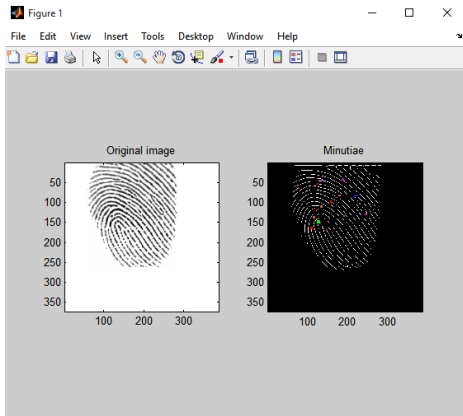 Figure 1
File Edit View Insert Tools Desktop Window Help
Original image
50
100
150
200
250
300
350
100 200 300
Minutiae
50
100
150
200
250
300
350
100 200 300